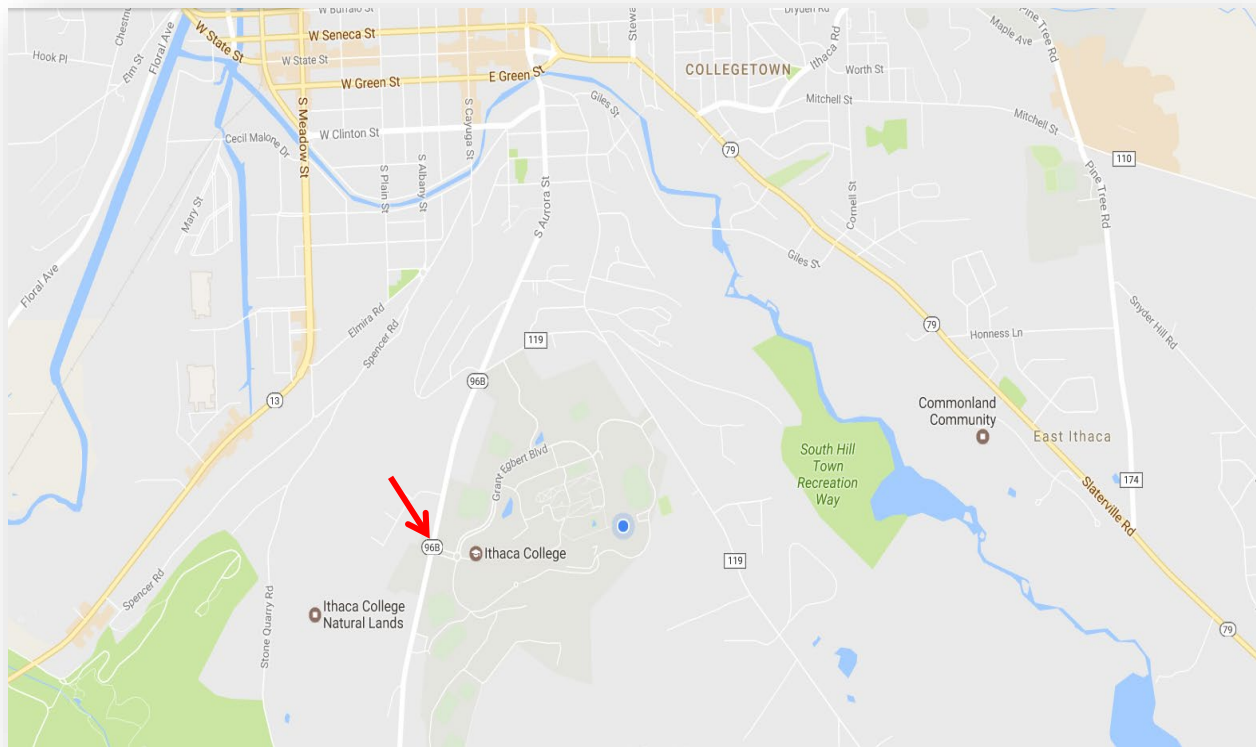 W Buffalo St
Dryden Rd
Pine Tree Rd
Maple Ave
Chestn
Floral Ave
Hook Pl
Elm St
W State St
W Seneca St
W State St
W Green St
E Green St
Stewa
COLLEGETOWN
Ithaca Rd
Worth St
Mitchell St
Mitchell St
110
S Meadow St
S Cayuga St
Giles St
W Clinton St
Cecil Malone Dr
79
S Plain St
S Albany St
Pine Tree Rd
Mary St
S Aurora St
Cornell St
Giles St
Floral Ave
Elmira Rd
Spencer Rd
Snyder Hill Rd
79
Honness Ln
119
96B
13
Commonland
Community
East Ithaca
Grant Egbert Blvd
South Hill
Town
Recreation
Way
174
Slaterville Rd
Slate
96B
Ithaca College
119
Spencer Rd
Ithaca College
Natural Lands
Stone Quarry Rd
79